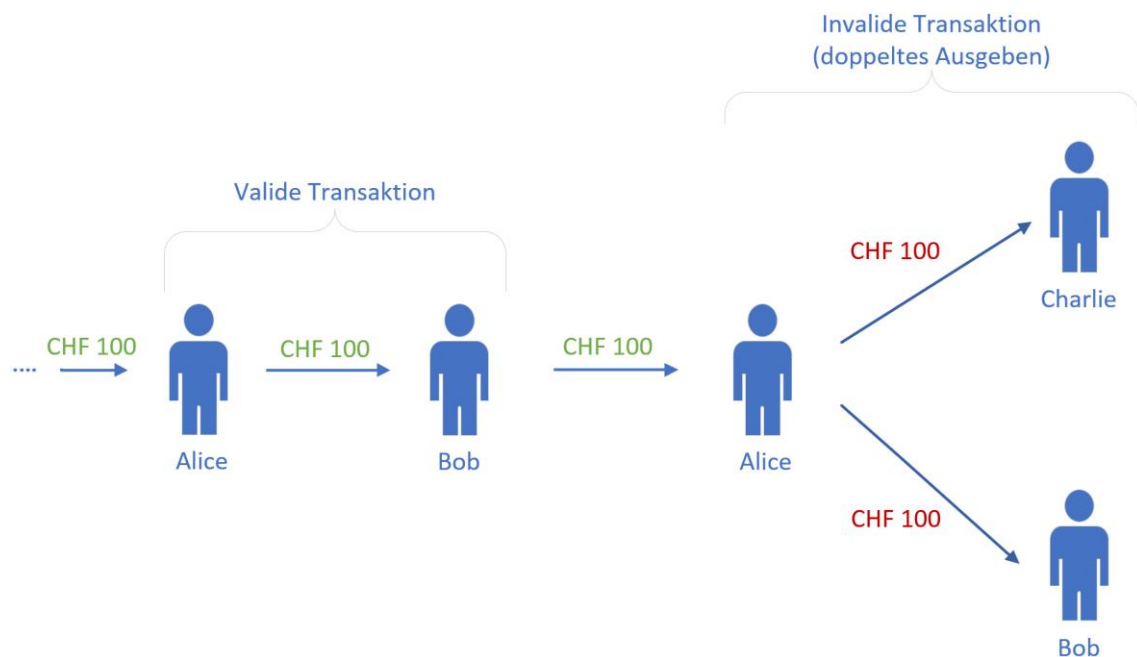 Invalide Transaktion
(doppeltes Ausgeben)
Valide Transaktion
CHF 100
Charlie
.... CHF 100
CHF 100
CHF 100
Alice
Bob
Alice
CHF 100
Bob